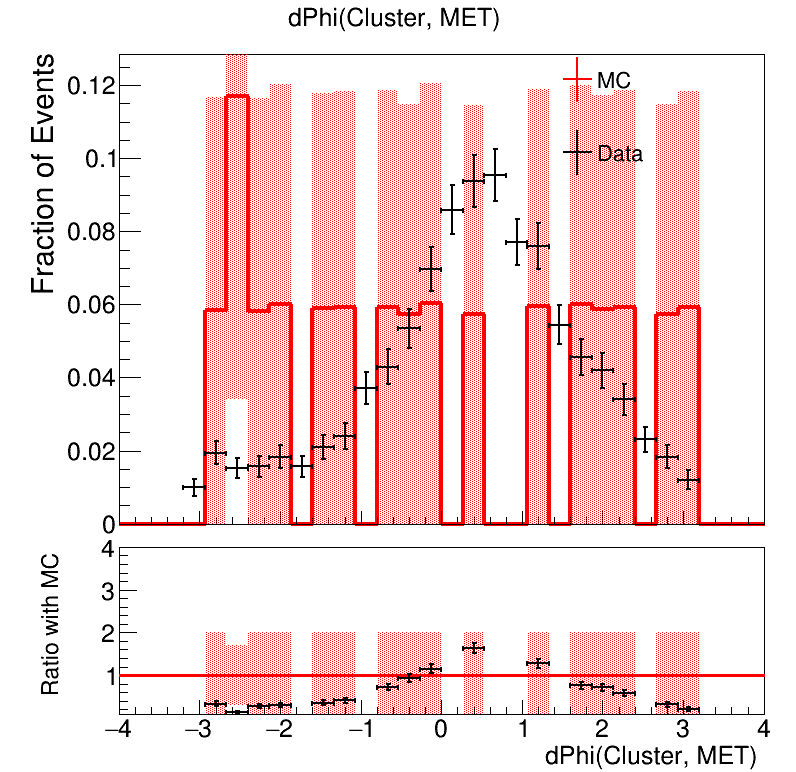 dPhi(Cluster, MET)
Fraction of Events
0.12
0.1
0.08
0.06
0.04
0.02
0
MC
Data
Ratio with MC
4
3
2
1
−4 −3 −2 −1 0 1 2 3 4
dPhi(Cluster, MET)